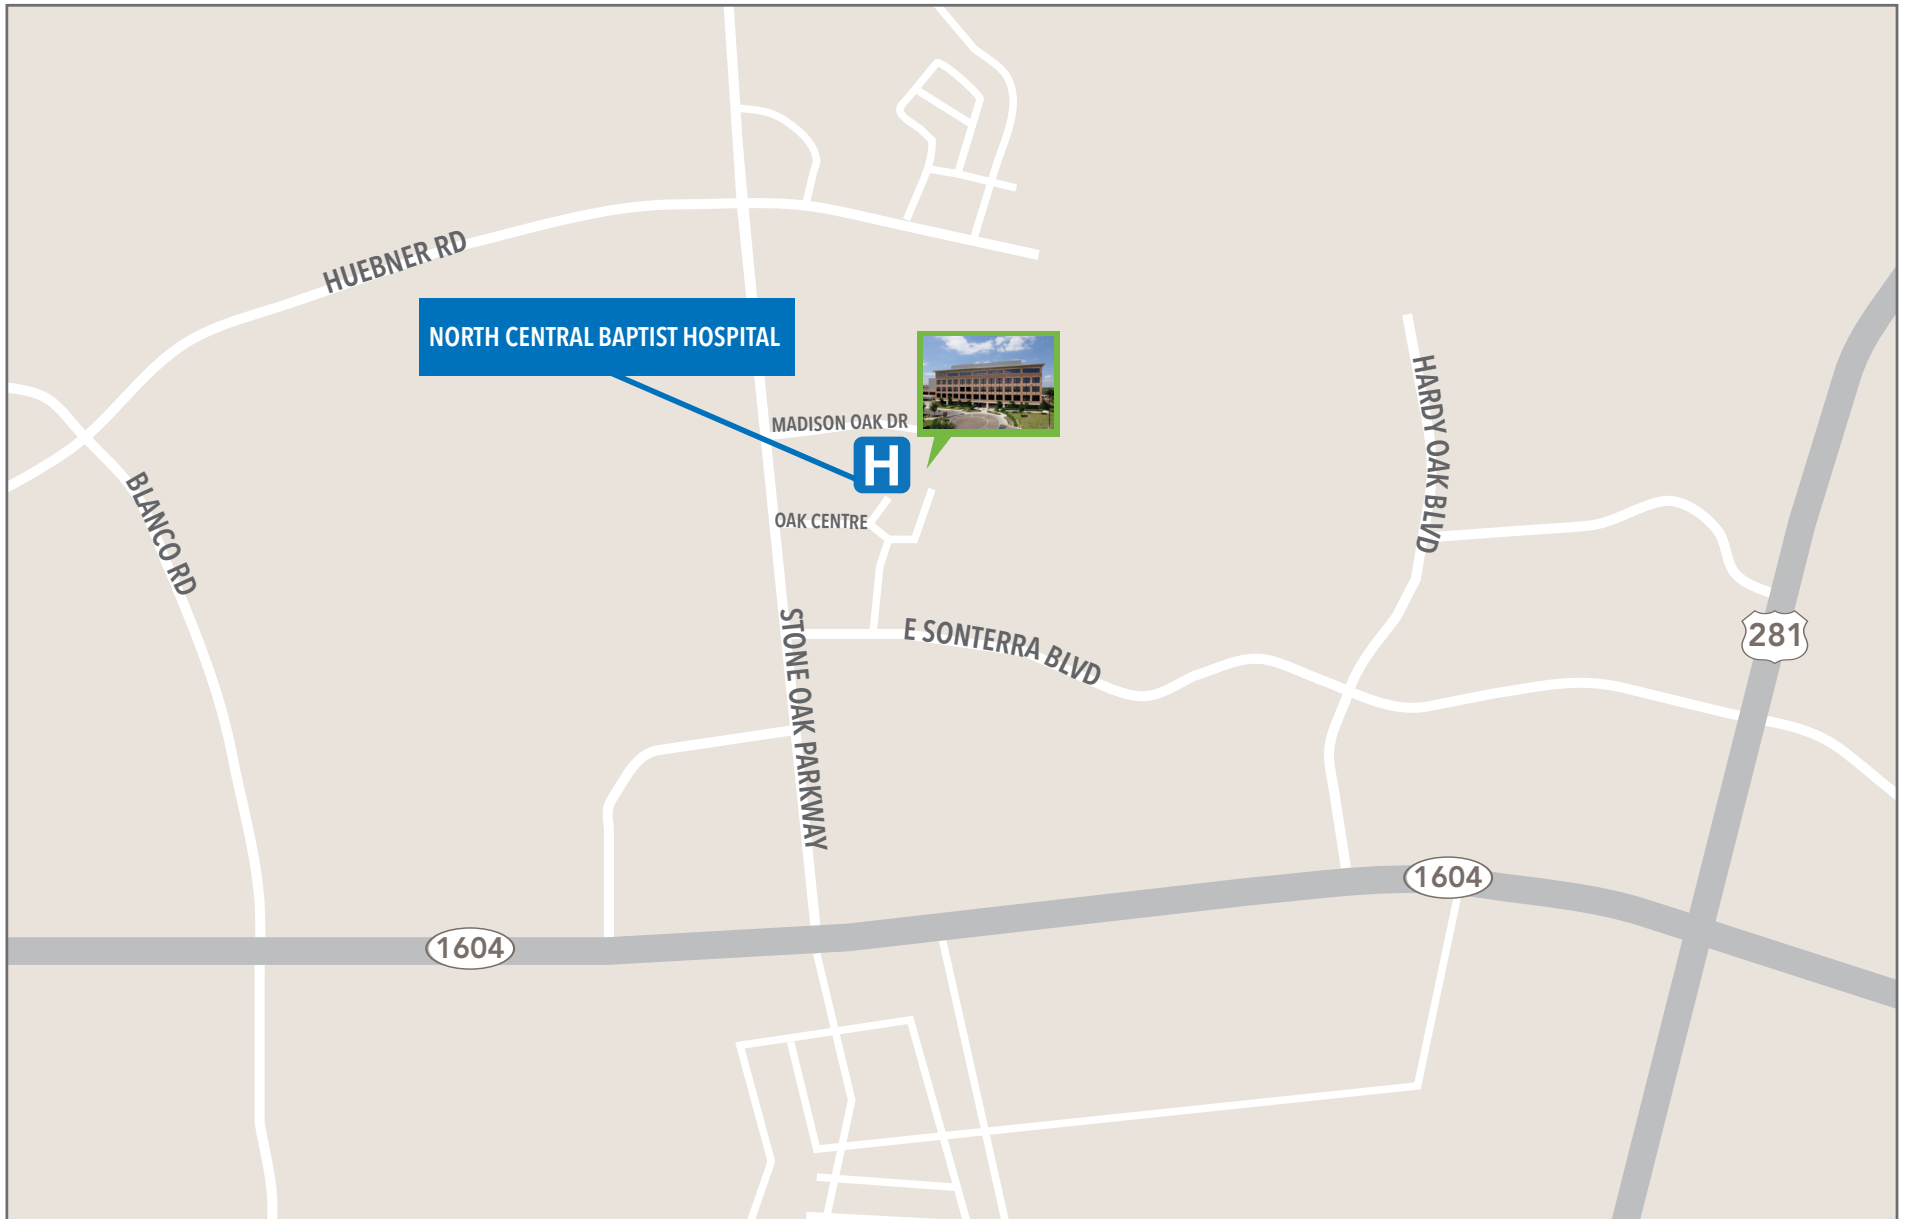 HUEBNER RD
NORTH CENTRAL BAPTIST HOSPITAL
MADISON OAK DR
H
HARDY OAK BLVD
BLANCO RD
OAK CENTRE
STONE OAK PARKWAY
E SONTERRA BLVD
281
1604
1604